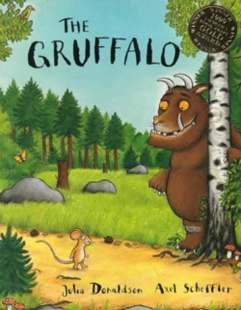 THE
GRUFFALO
Julia Donaldson Axel Scheffler